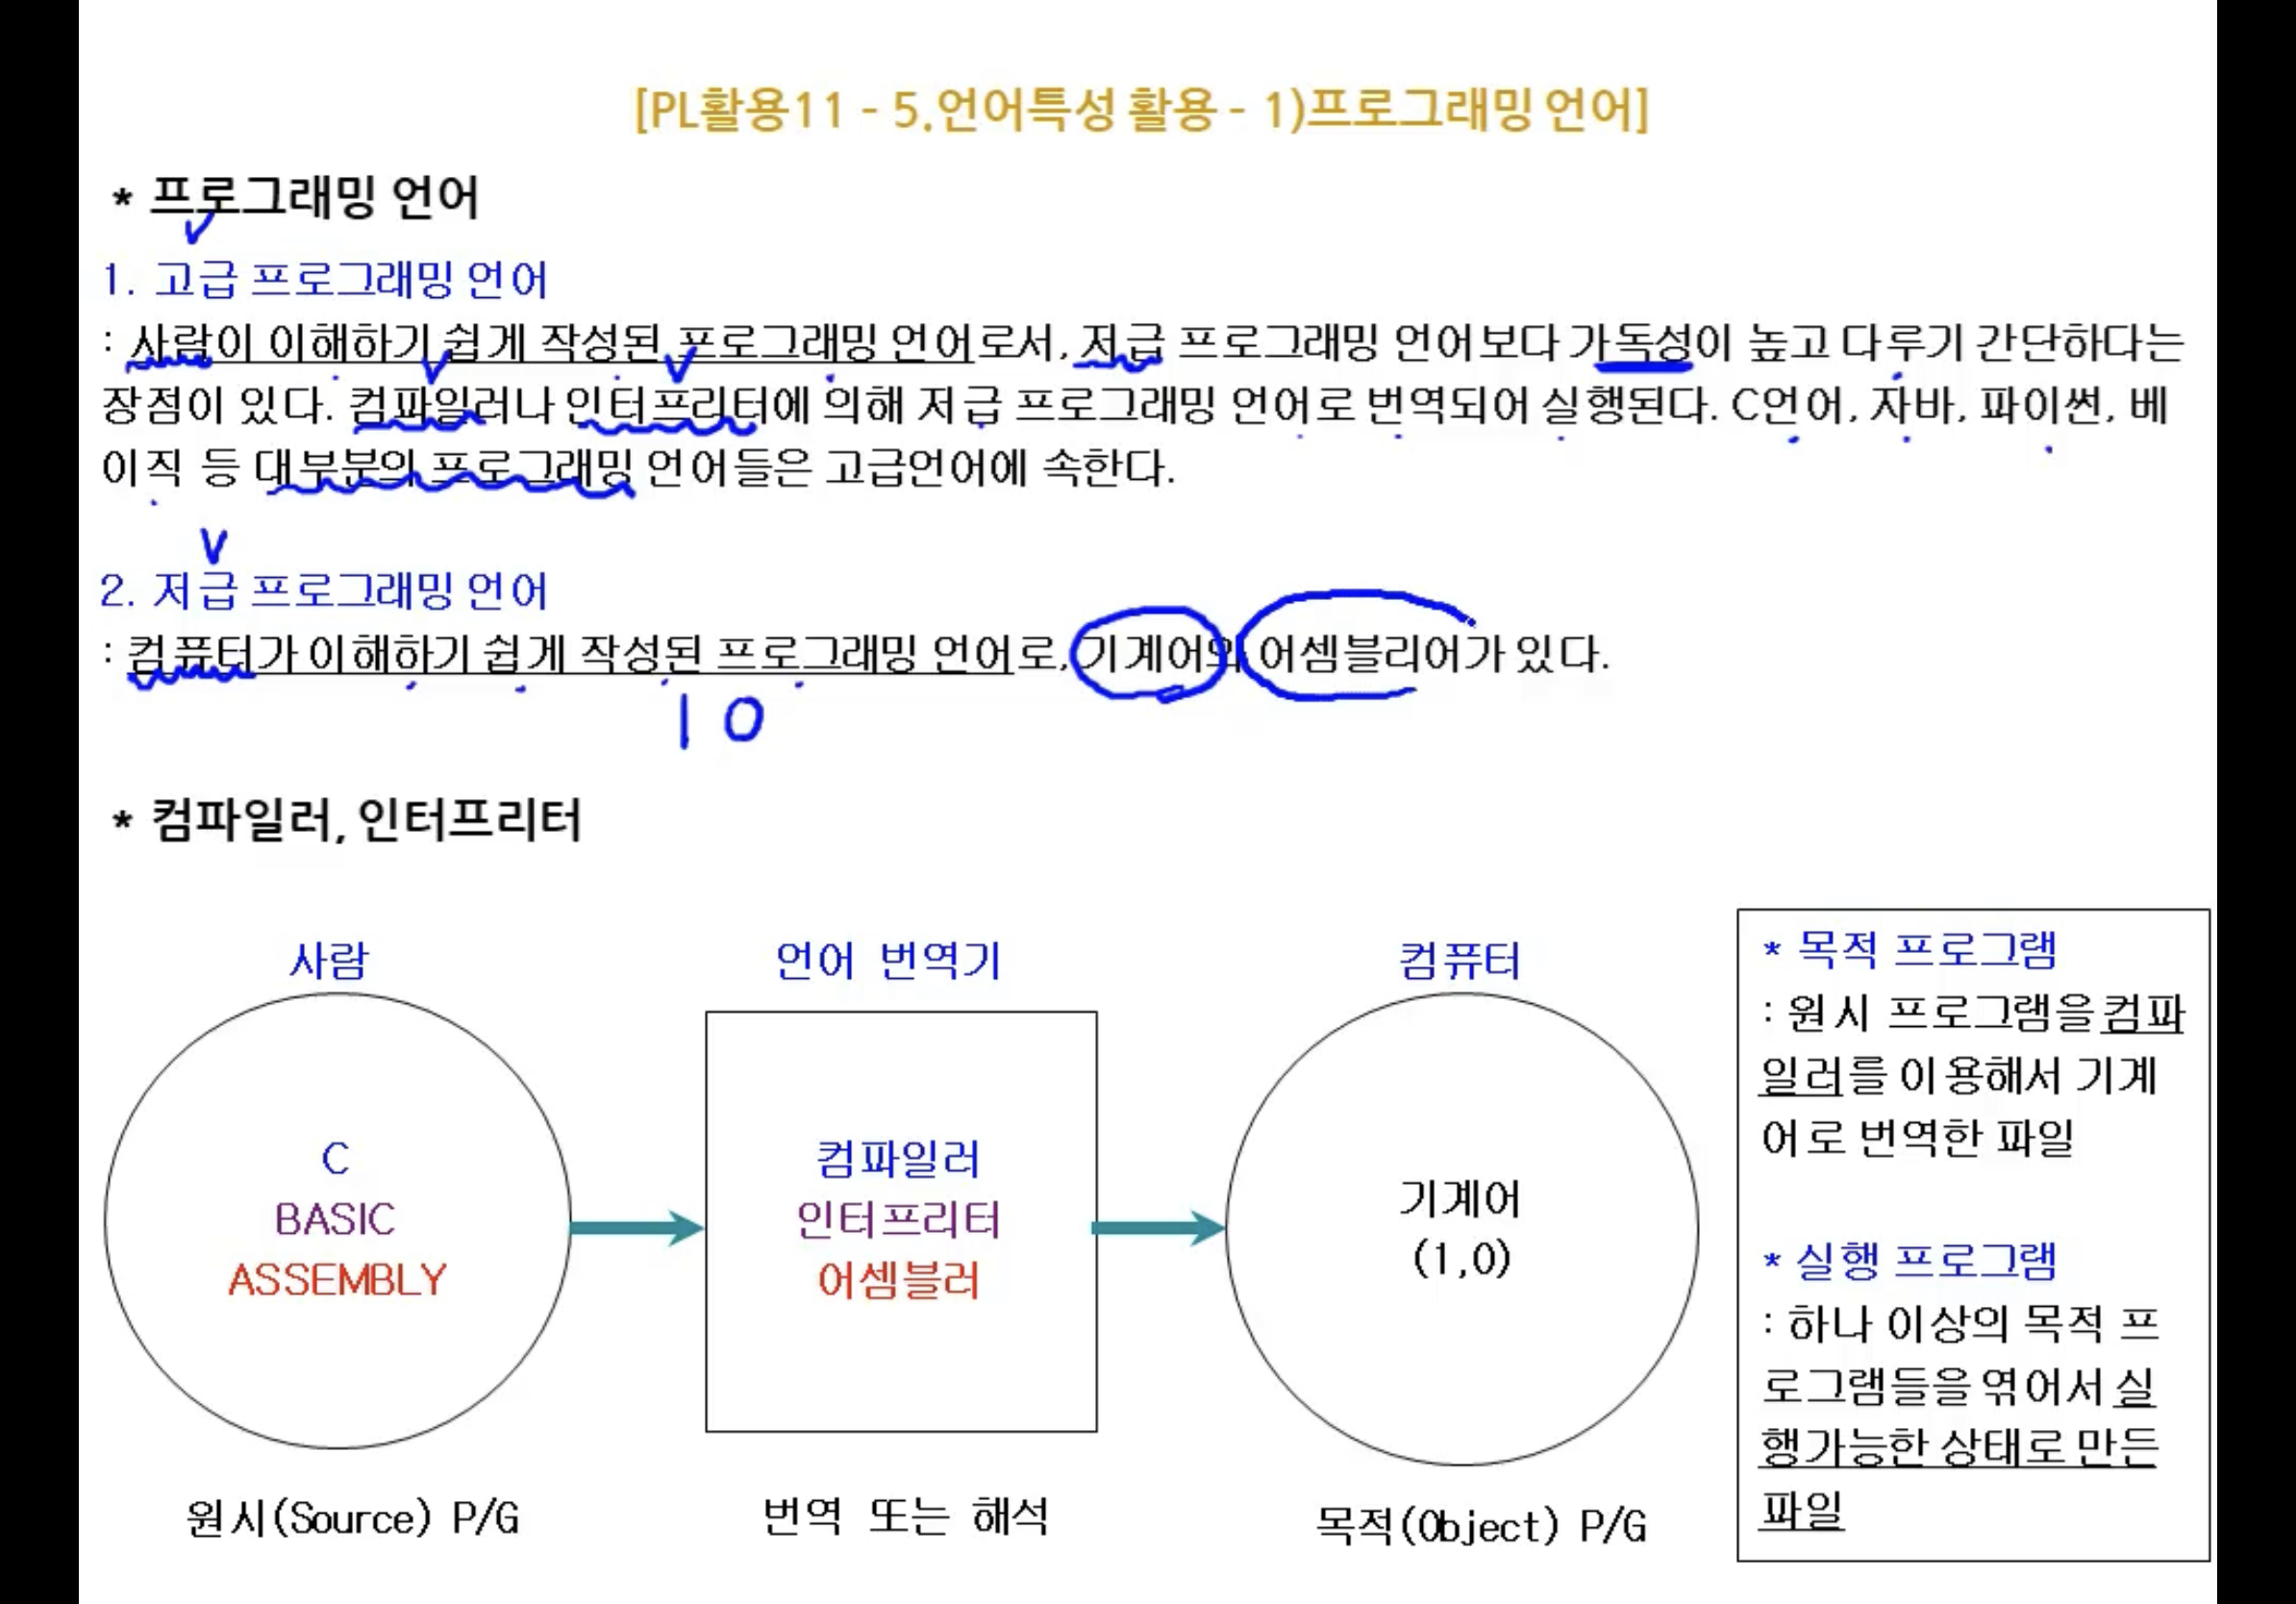 [PL활용11 - 5.언어특성 활용 - 1)프로그래밍 언어]
* 프로그래밍 언어
1. 고급 프로그래밍 언어
: 사람이 이해하기 쉽게 작성된 프로그래밍 언어로서, 저급 프로그래밍 언어보다 가독성이 높고 다루기 간단하다는
장점이 있다. 컴파일러나 인터프리터에 의해 저급 프로그래밍 언어로 번역되어 실행된다. C언어, 자바, 파이썬, 베
이직 등 대부분의 프로그래밍 언어들은 고급언어에 속한다.
2. 저급 프로그래밍 언어
: 컴퓨터가 이해하기 쉽게 작성된 프로그래밍 언어로, 기계어와 어셈블리어가 있다.
1 0
* 컴파일러, 인터프리터
사람
C
BASIC
ASSEMBLY
원시(Source) P/G
언어 번역기
컴파일러
인터프리터
어셈블러
번역 또는 해석
컴퓨터
기계어
(1,0)
목적(Object) P/G
* 목적 프로그램
: 원시 프로그램을 컴파
일러를 이용해서 기계
어로 번역한 파일
* 실행 프로그램
: 하나 이상의 목적 프
로그램들을 엮어서 실
행가능한 상태로 만든
파일